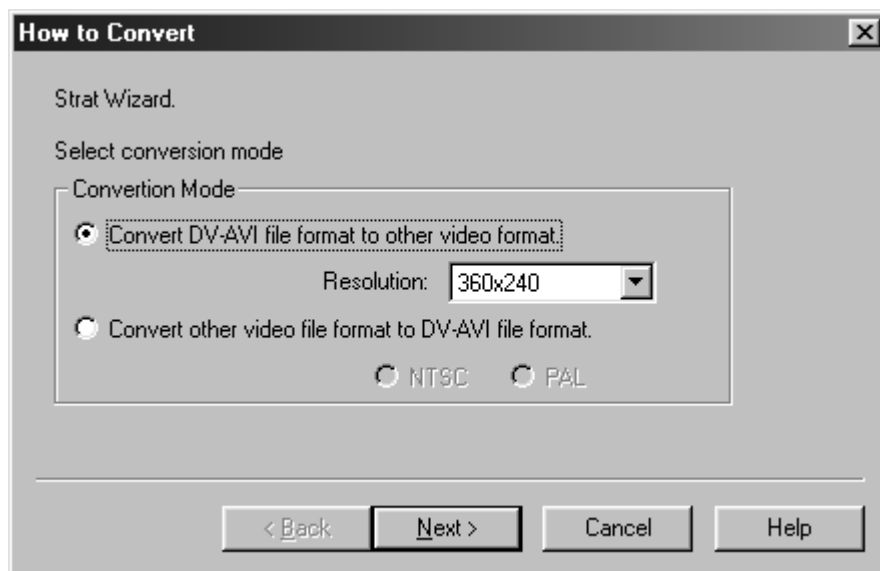 How to Convert
Strat Wizard.
Select conversion mode
Convertion Mode
Convert DV-AVI file format to other video format.
Resolution: 360x240
Convert other video file format to DV-AVI file format.
NTSC PAL
< Back Next > Cancel Help